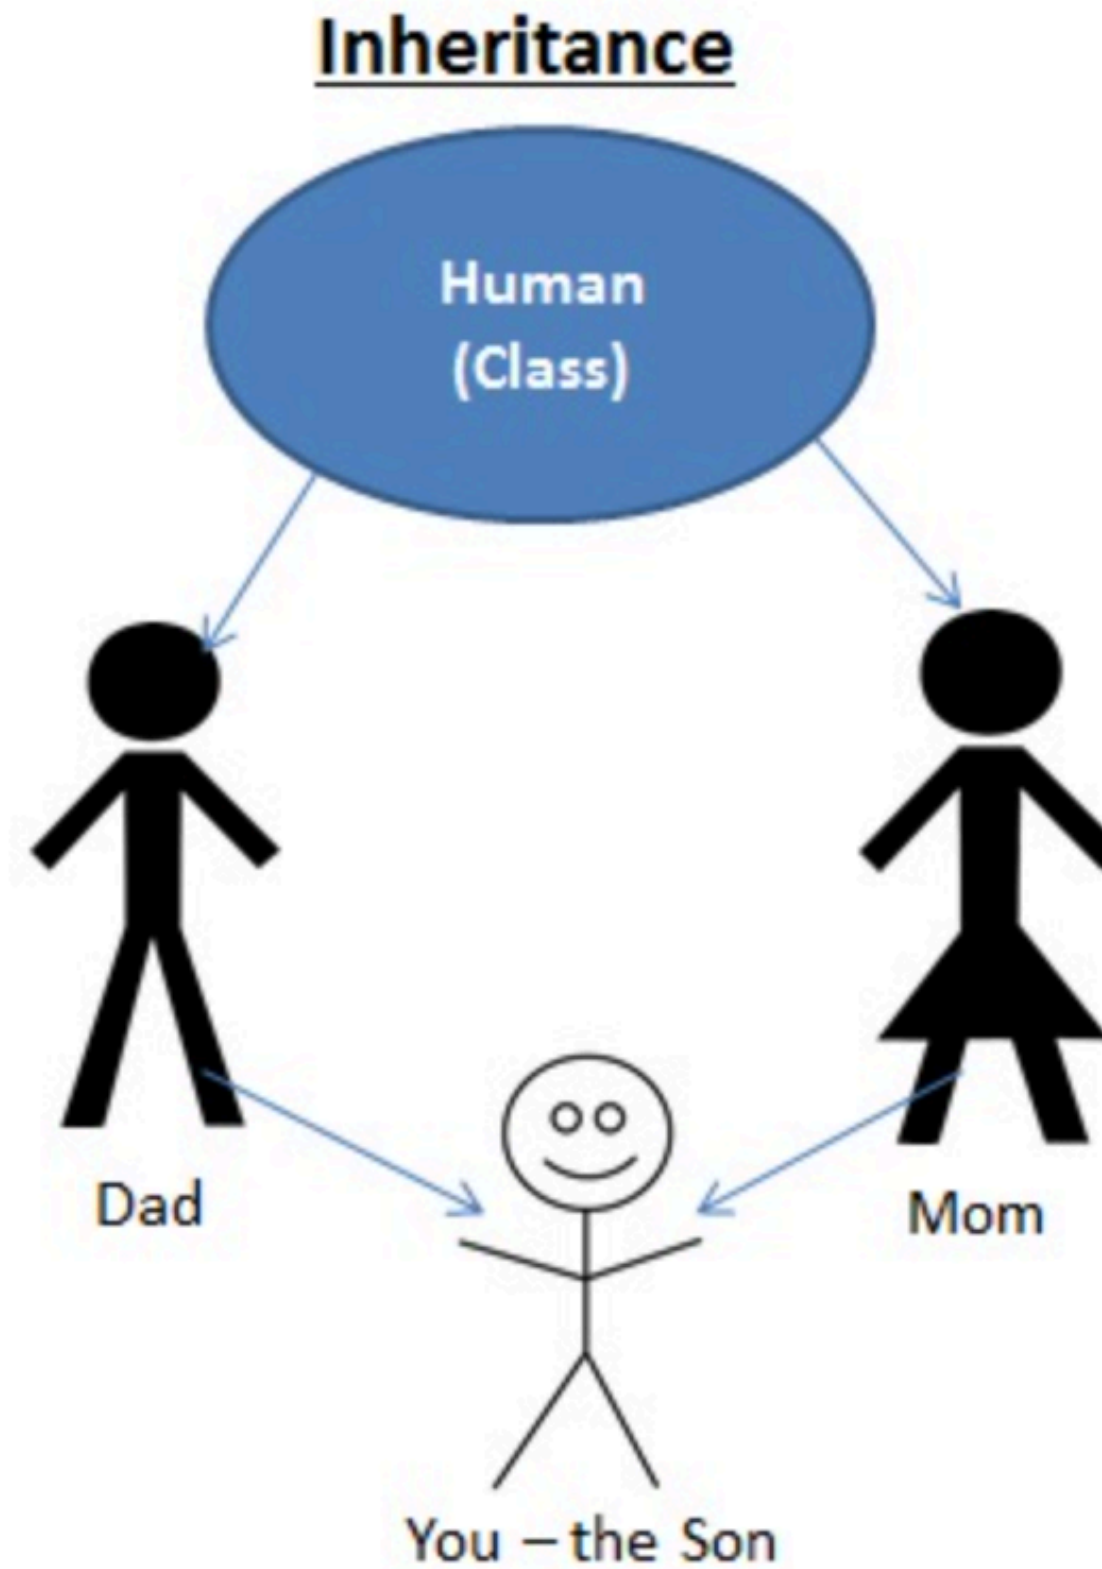 Inheritance
Human
(Class)
Dad
Mom
You – the Son